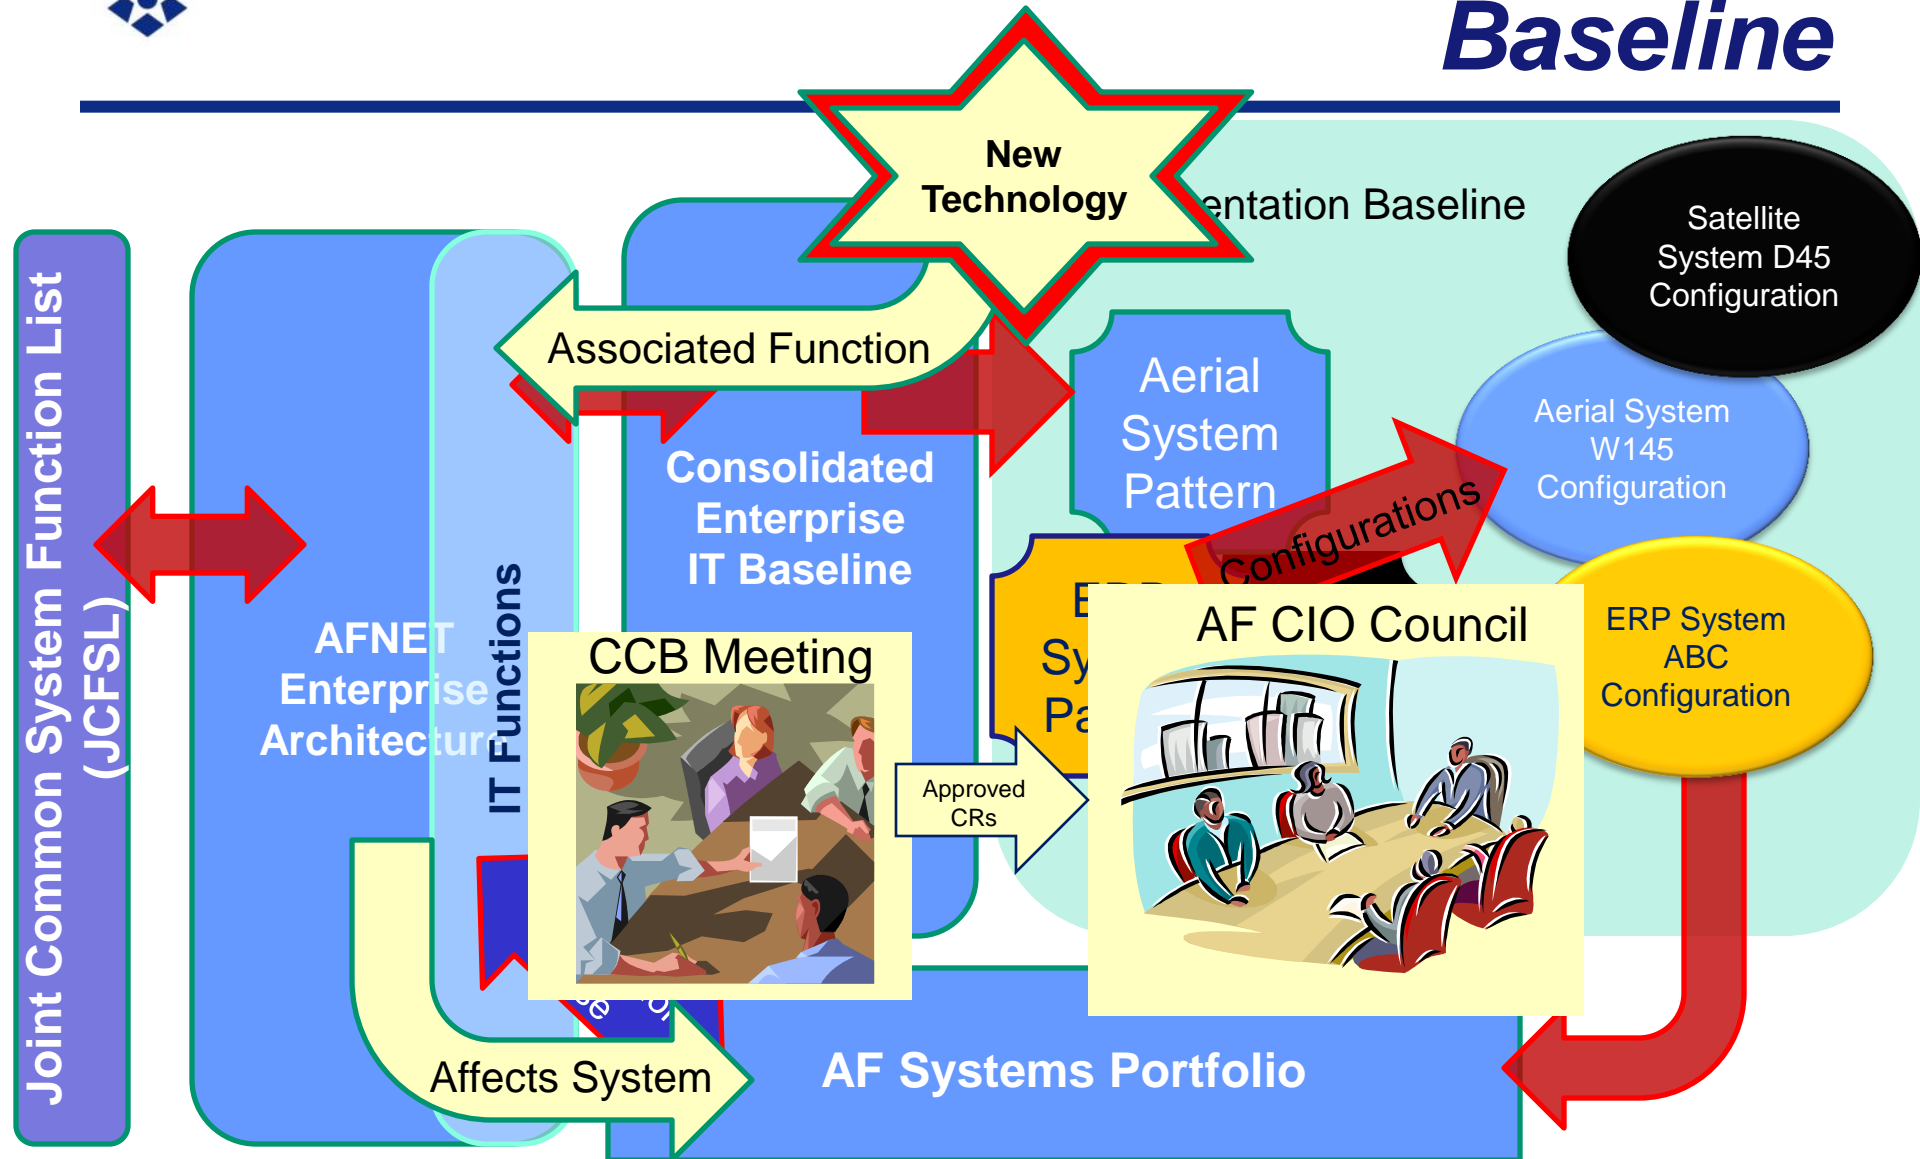 Baseline
New
Technology
entation Baseline
Satellite
System D45
Configuration
Associated Function
Aerial
System
Pattern
Aerial System
W145
Configuration
Configurations
Joint Common System Function List
(JCFSL)
Consolidated
Enterprise
IT Baseline
AFNET
Enterprise
Architecture
IT Functions
CCB Meeting
AF CIO Council
ERP System
ABC
Configuration
Approved
CRs
Affects System
AF Systems Portfolio